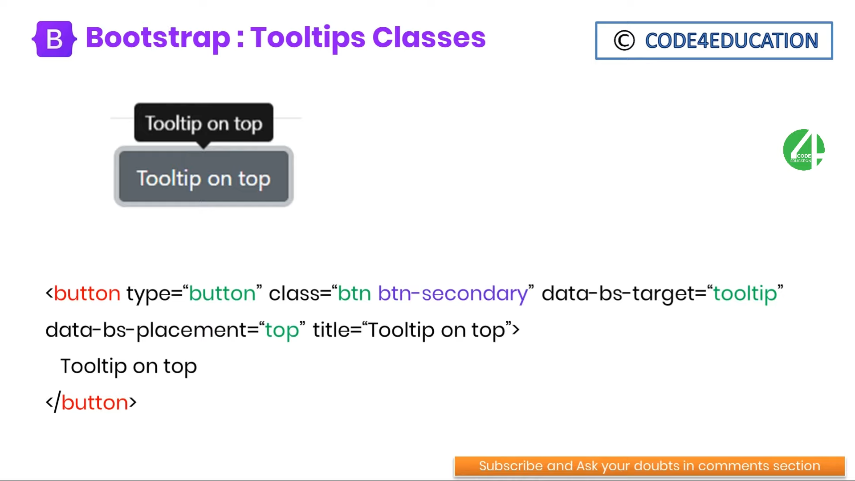 B Bootstrap : Tooltips Classes
© CODE4EDUCATION
Tooltip on top
Tooltip on top
4
CODE
<button type=“button” class=“btn btn-secondary” data-bs-target=“tooltip”
data-bs-placement=“top” title=“Tooltip on top”>
Tooltip on top
</button>
Subscribe and Ask your doubts in comments section